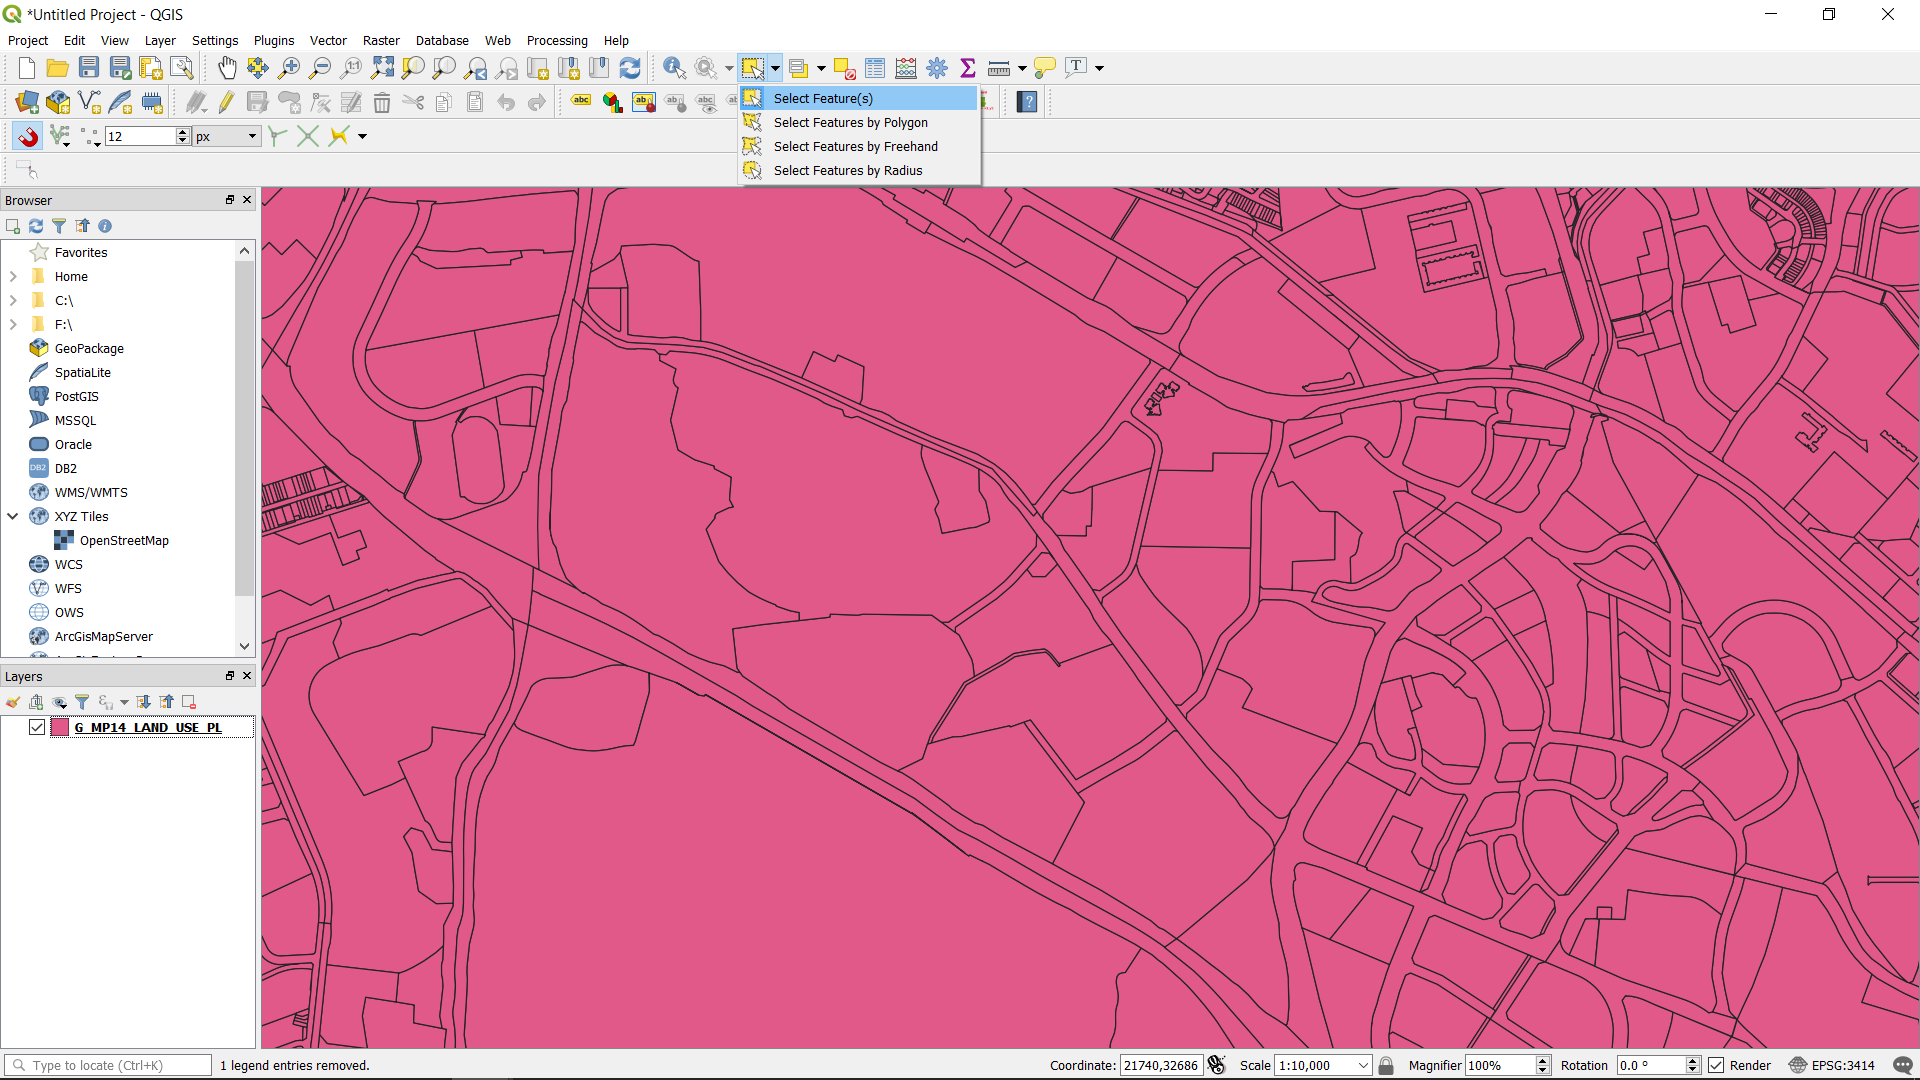 *Untitled Project - QGIS
Project Edit View Layer Settings Plugins Vector Raster Database Web Processing Help
Select Feature(s)
Select Features by Polygon
Select Features by Freehand
Select Features by Radius
12 px
Browser
Favorites
Home
C:\
F:\
GeoPackage
SpatiaLite
PostGIS
MSSQL
Oracle
DB2
WMS/WMTS
XYZ Tiles
OpenStreetMap
WCS
WFS
OWS
ArcGisMapServer
Layers
G_MP14_LAND_USE_PL
Type to locate (Ctrl+K) 1 legend entries removed. Coordinate: 21740,32686 Scale 1:10,000 Magnifier 100% Rotation 0.0 ° Render EPSG:3414